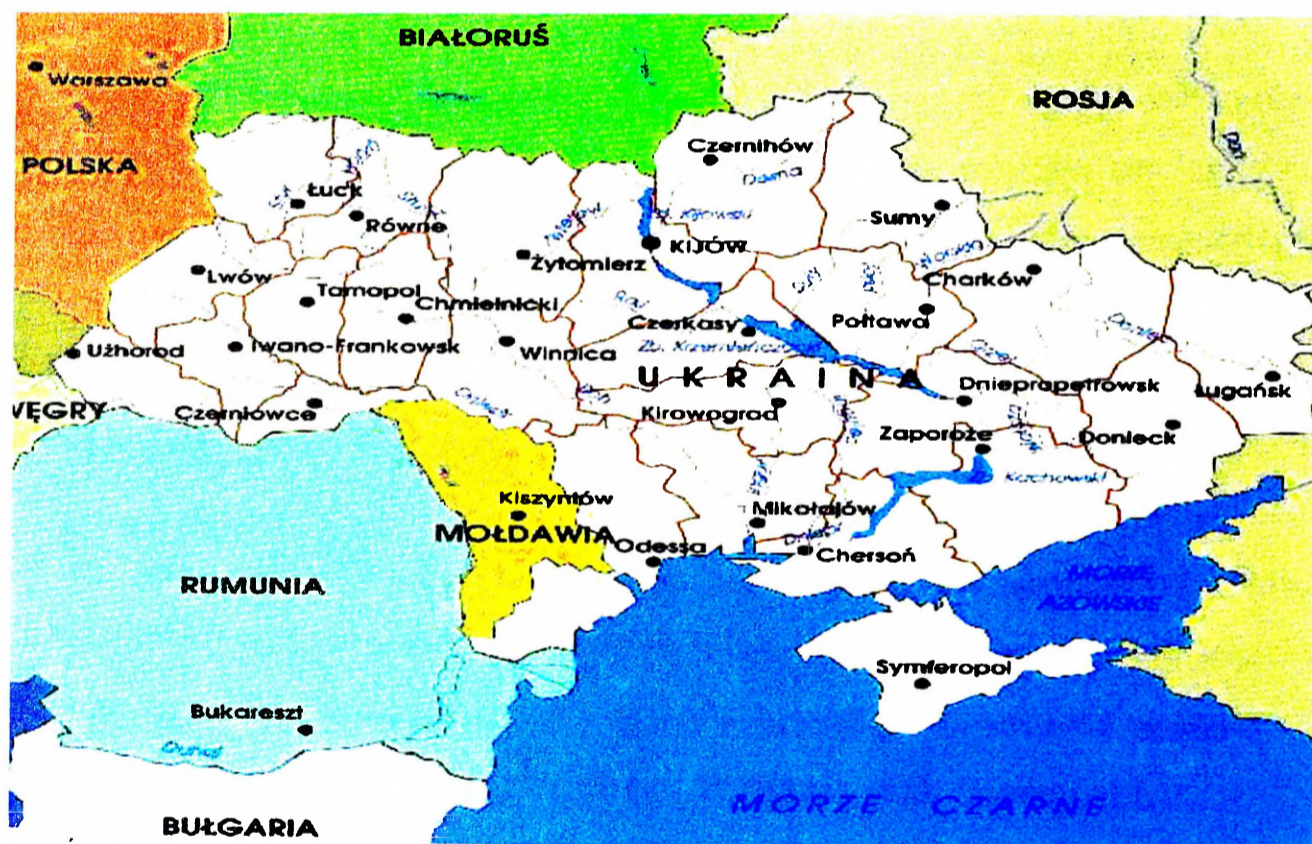 BIAŁORUŚ
Warszawa
ROSJA
POLSKA
Czernihów
Łuck
Równe
Sumy
KIJÓW
Żytomierz
Lwów
Charków
Tarnopol
Chmielnicki
Połtawa
Czerkasy
Użhorod
Iwano-Frankowsk
Winnica
UKRAINA
Dnieprapetrowsk
Ługańsk
WĘGRY
Czerniowce
Kirowograd
Zaporoże
Donieck
Kiszyniów
Mikołajów
MOŁDAWIA
Odessa
Chersoń
RUMUNIA
MORZE
AZOWSKIE
Symferopol
Bukareszt
Dunaj
MORZE CZARNE
BUŁGARIA